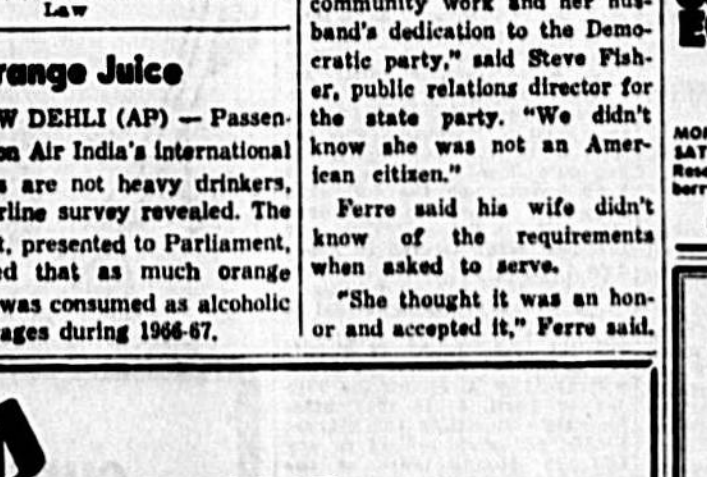 Law
range Juice
W DEHLI (AP) — Passen-
on Air India's international
s are not heavy drinkers,
rline survey revealed. The
t, presented to Parliament,
ed that as much orange
was consumed as alcoholic
ages during 1966-67.
community work and her hus-
band's dedication to the Demo-
cratic party," said Steve Fish-
er, public relations director for
the state party. "We didn't
know she was not an Amer-
ican citizen."
Ferre said his wife didn't
know of the requirements
when asked to serve.
"She thought it was an hon-
or and accepted it," Ferre said.
MON
SAT
Rese
berr